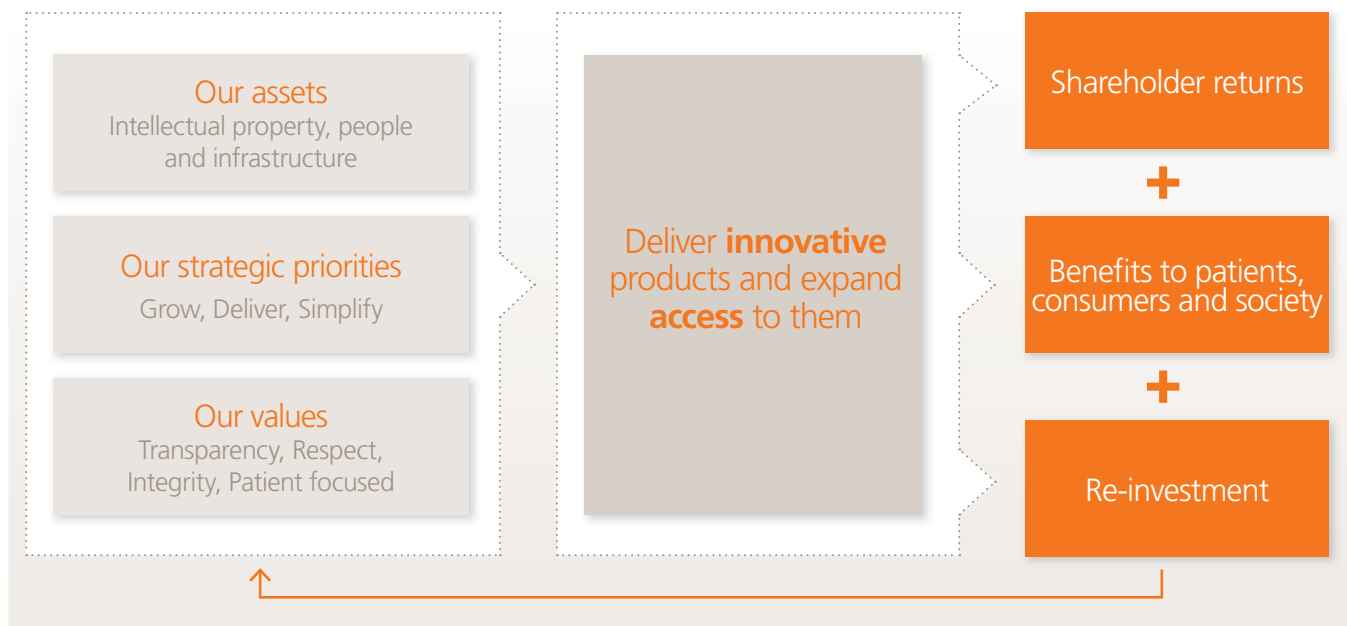 Our assets
Intellectual property, people
and infrastructure
Our strategic priorities
Grow, Deliver, Simplify
Our values
Transparency, Respect,
Integrity, Patient focused
Deliver innovative
products and expand
access to them
Shareholder returns
+
Benefits to patients,
consumers and society
+
Re-investment